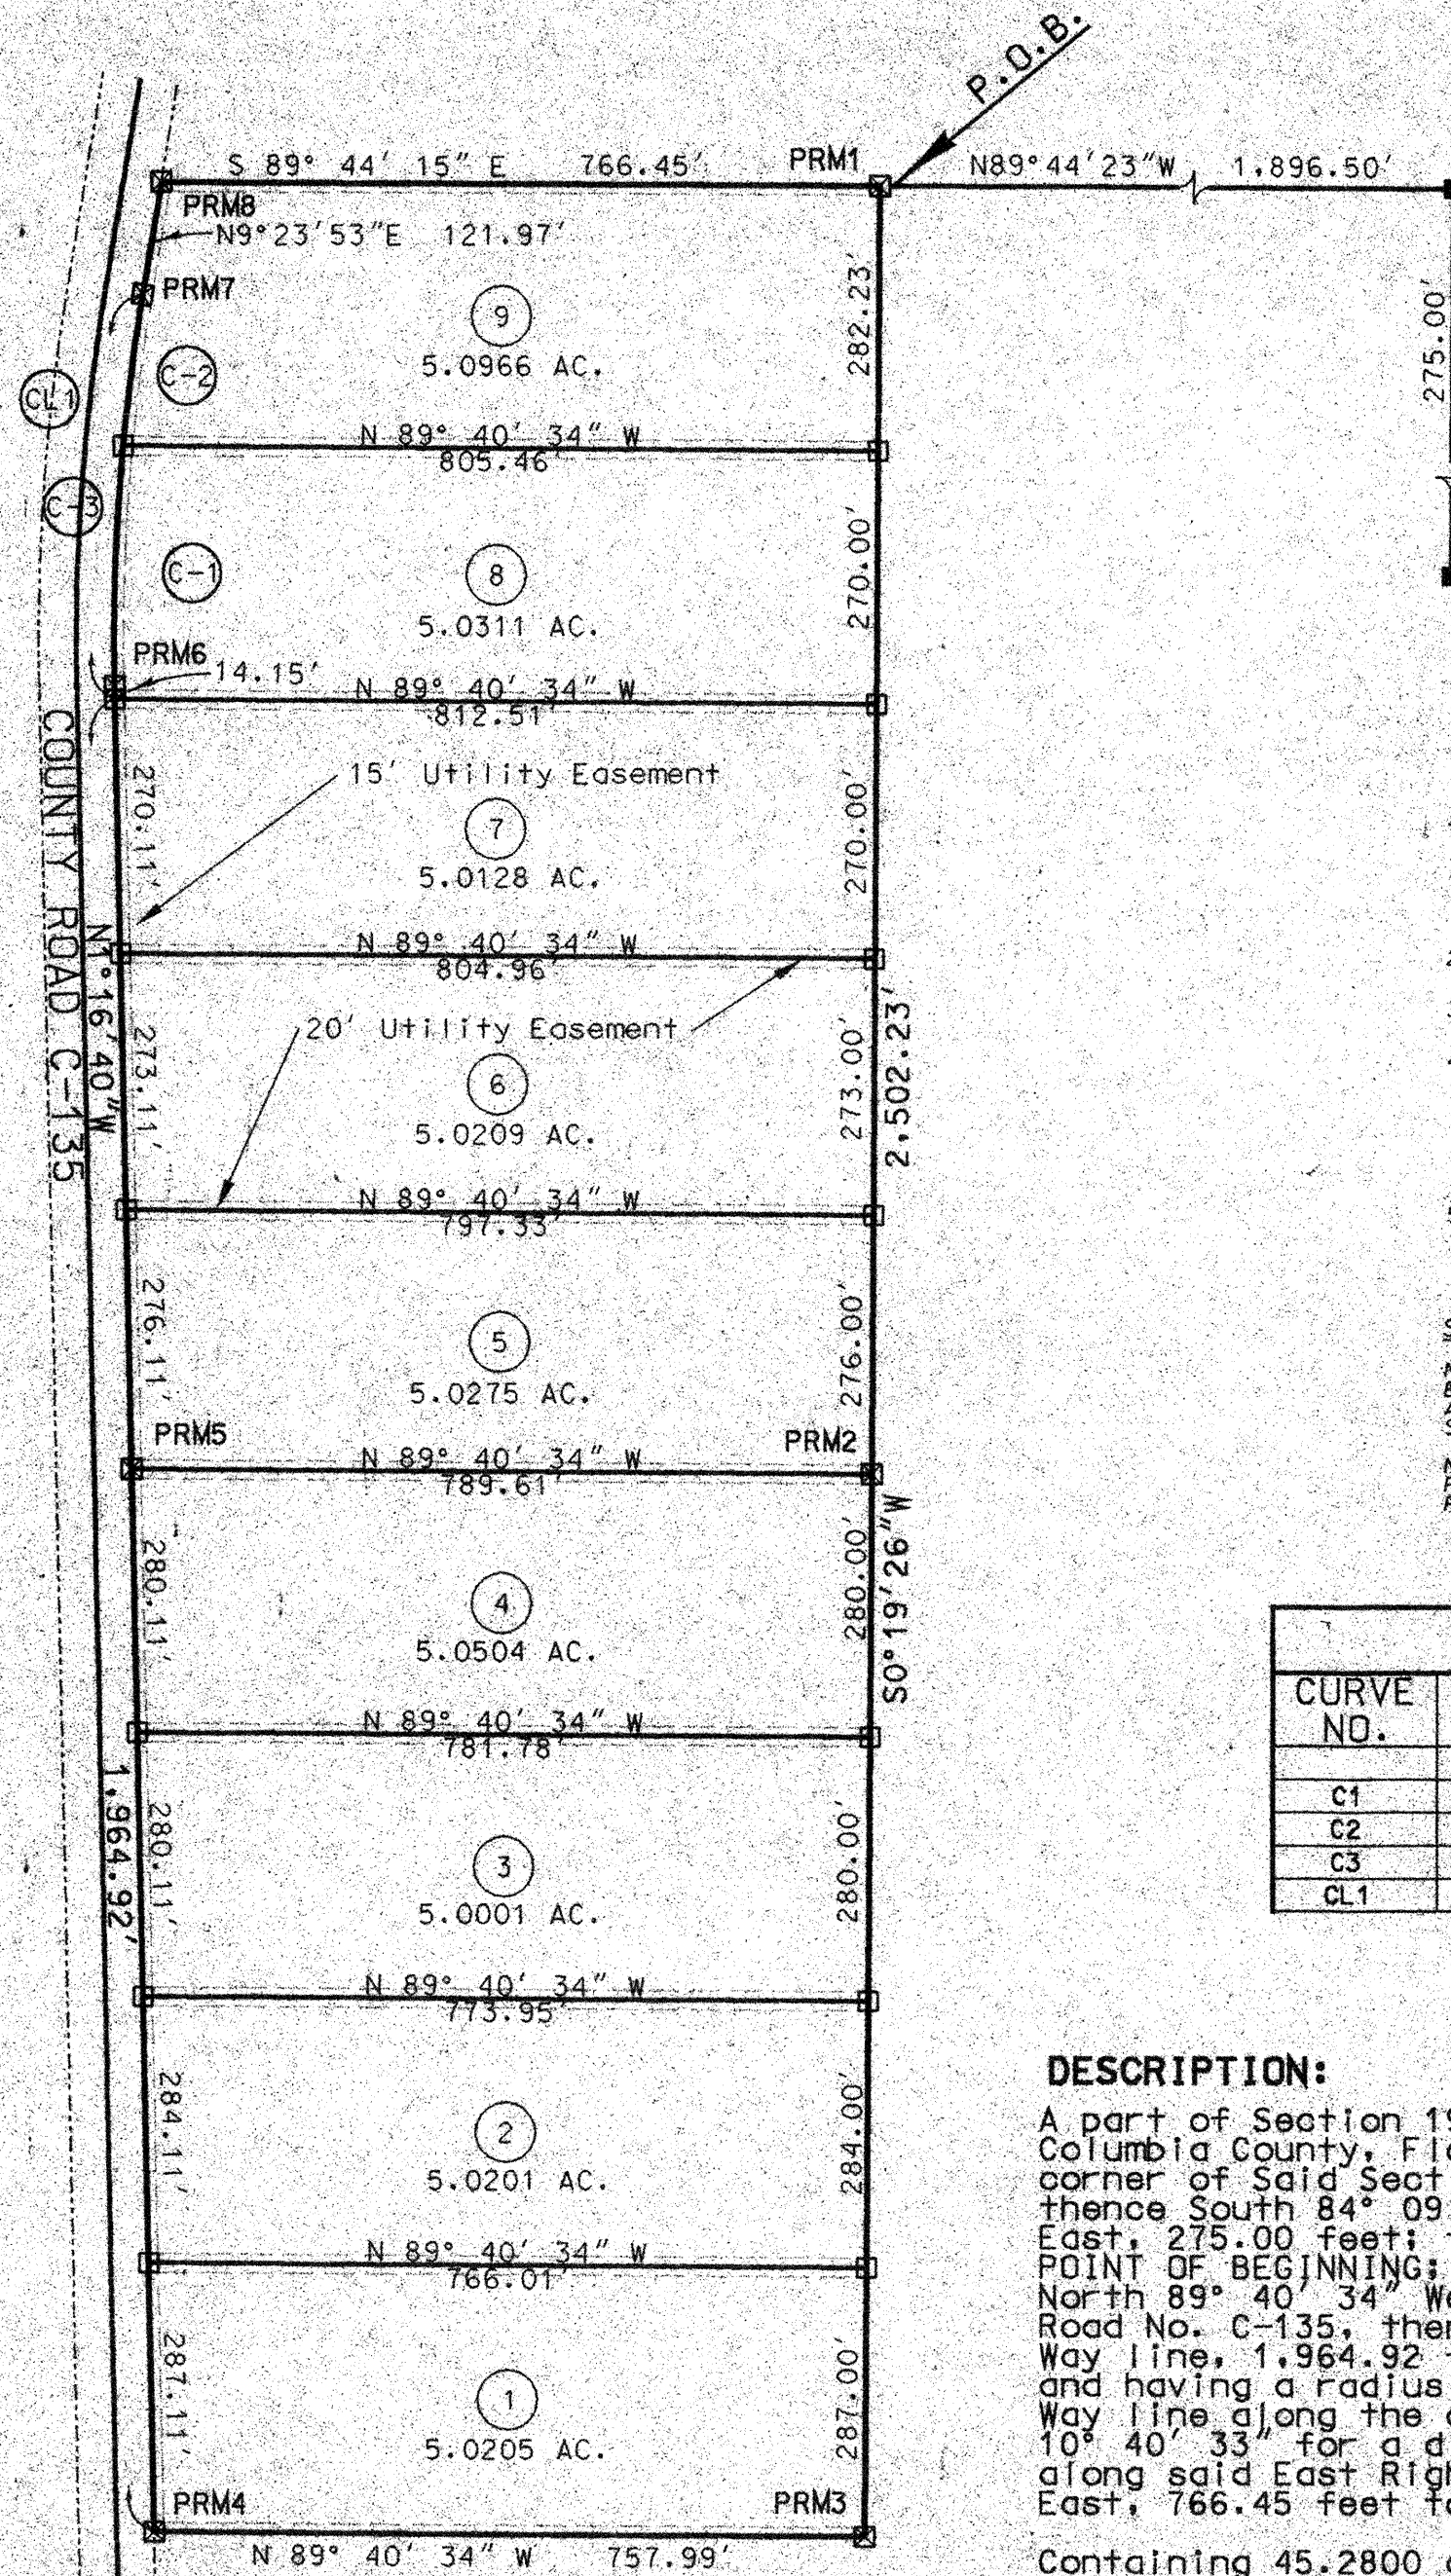 P.O.B.
S 89° 44' 15" E 766.45'
PRM1
N89°44'23"W 1,896.50'
PRM8
N9°23'53"E 121.97'
PRM7
282.23'
275.00'
9
5.0966 AC.
C-2
CL1
N 89° 40' 34" W
805.46'
C-3
C-1
8
5.0311 AC.
270.00'
PRM6
14.15'
N 89° 40' 34" W
812.51'
COUNTY ROAD C-135
270.11'
15' Utility Easement
7
5.0128 AC.
270.00'
N 89° 40' 34" W
804.96'
N1°16'40"W
20' Utility Easement
2,502.23'
273.11'
6
5.0209 AC.
273.00'
N 89° 40' 34" W
797.33'
276.11'
5
5.0275 AC.
276.00'
PRM5
PRM2
N 89° 40' 34" W
789.61'
S0°19'26"W
280.11'
4
5.0504 AC.
280.00'
N 89° 40' 34" W
781.78'
CURVE
NO.
C1
C2
C3
CL1
1,964.92'
280.11'
3
5.0001 AC.
280.00'
N 89° 40' 34" W
773.95'
284.11'
2
5.0201 AC.
284.00'
N 89° 40' 34" W
766.01'
287.11'
1
5.0205 AC.
287.00'
PRM4
PRM3
N 89° 40' 34" W 757.99'
DESCRIPTION:
A part of Section 19
Columbia County, Flo
corner of Said Sect
thence South 84° 09
East, 275.00 feet;
POINT OF BEGINNING;
North 89° 40' 34" We
Road No. C-135, then
Way line, 1,964.92
and having a radius
Way line along the
10° 40' 33" for a d
along said East Righ
East, 766.45 feet to
Containing 45.2800